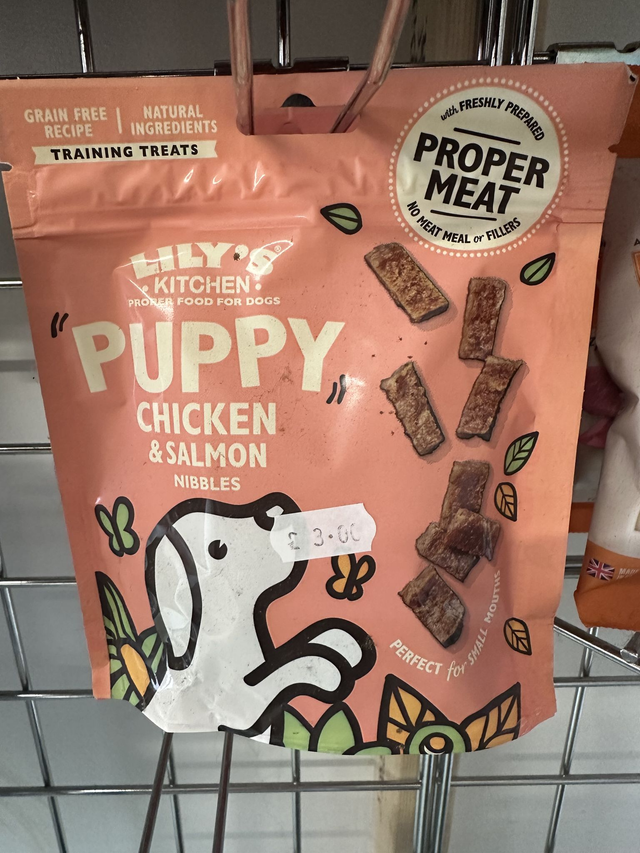 GRAIN FREE
RECIPE
NATURAL
INGREDIENTS
TRAINING TREATS
with FRESHLY PREPARED
PROPER
MEAT
NO MEAT MEAL or FILLERS
LILY'S
KITCHEN
PROPER FOOD FOR DOGS
"PUPPY"
CHICKEN
& SALMON
NIBBLES
£ 3.00
PERFECT for SMALL MOUTHS